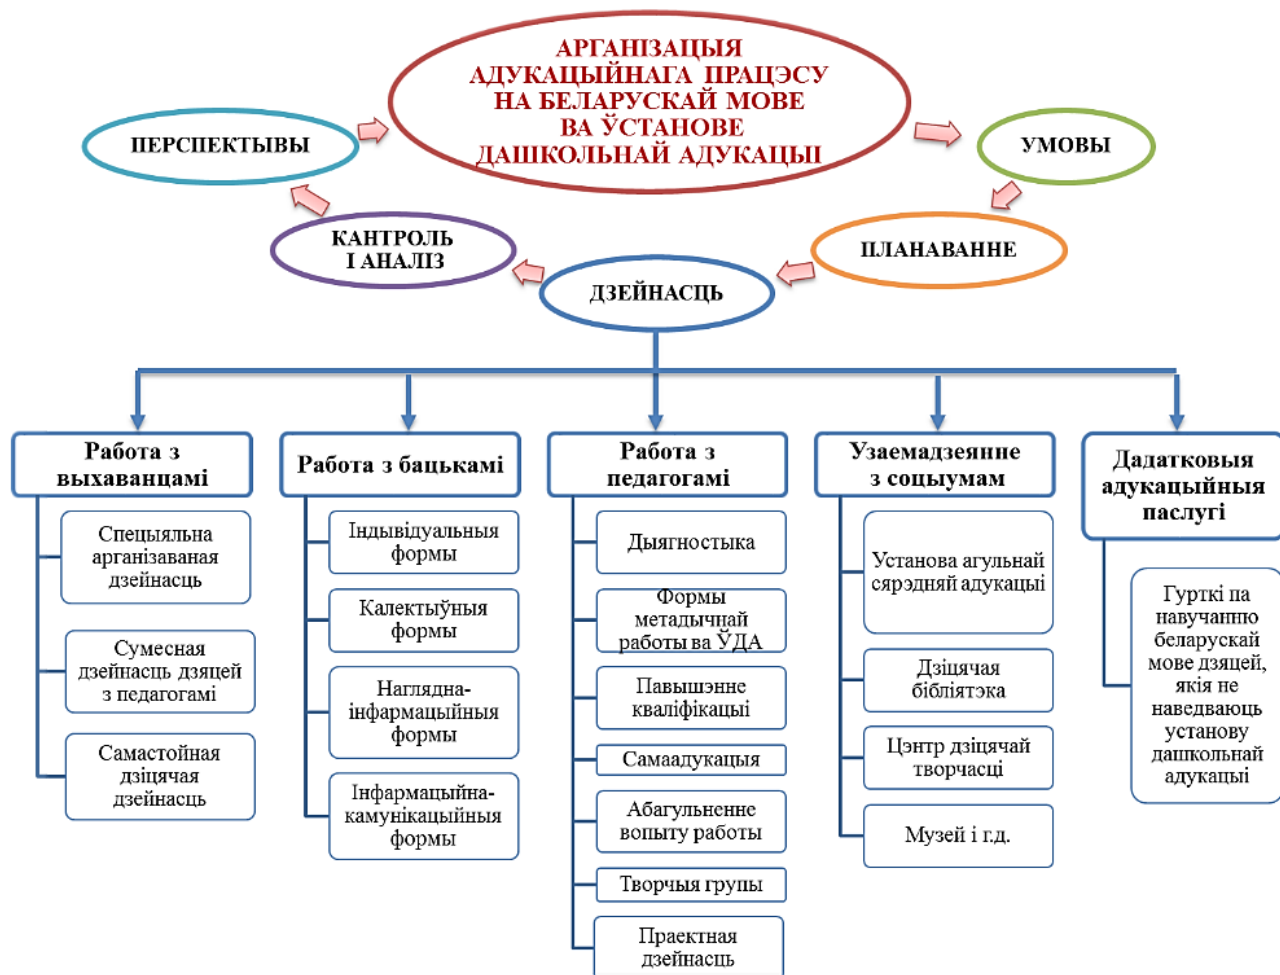 АРГАНІЗАЦЫЯ
АДУКАЦЫЙНАГА ПРАЦЭСУ
НА БЕЛАРУСКАЙ МОВЕ
ВА ЎСТАНОВЕ
ДАШКОЛЬНАЙ АДУКАЦЫІ
ПЕРСПЕКТЫВЫ
УМОВЫ
КАНТРОЛЬ
І АНАЛІЗ
ПЛАНАВАННЕ
ДЗЕЙНАСЦЬ
Работа з
выхаванцамі
Спецыяльна
арганізаваная
дзейнасць
Сумесная
дзейнасць дзяцей
з педагогамі
Самастойная
дзіцячая
дзейнасць
Работа з бацькамі
Індывідуальныя
формы
Калектыўныя
формы
Наглядна-
інфармацыйныя
формы
Інфармацыйна-
камунікацыйныя
формы
Работа з
педагогамі
Дыягностыка
Формы
метадычнай
работы ва ЎДА
Павышэнне
кваліфікацыі
Самаадукацыя
Абагульненне
вопыту работы
Творчыя групы
Праектная
дзейнасць
Узаемадзеянне
з соцыумам
Установа агульнай
сярэдняй адукацыі
Дзіцячая
бібліятэка
Цэнтр дзіцячай
творчасці
Музей і г.д.
Дадатковыя
адукацыйныя
паслугі
Гурткі па
навучанню
беларускай
мове дзяцей,
якія не
наведваюць
установу
дашкольнай
адукацыі